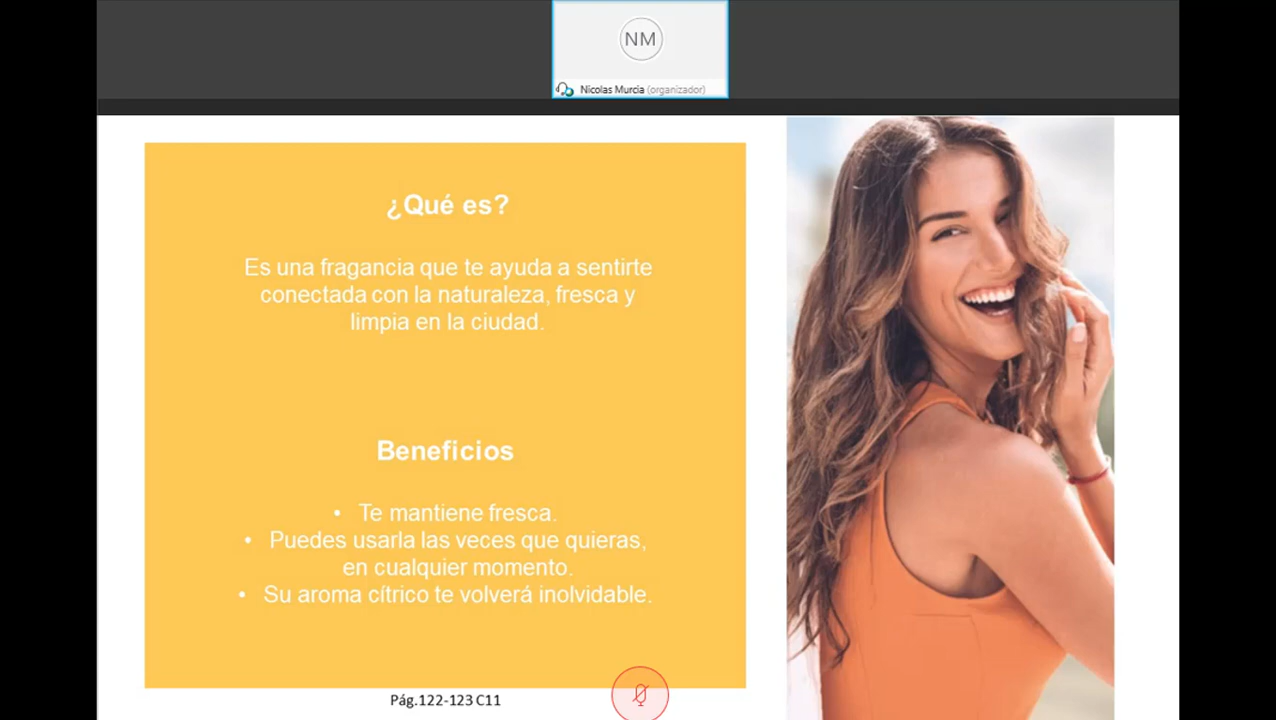 NM
Nicolas Murcia (organizador)
¿Qué es?
Es una fragancia que te ayuda a sentirte
conectada con la naturaleza, fresca y
limpia en la ciudad.
Beneficios
• Te mantiene fresca.
• Puedes usarla las veces que quieras,
en cualquier momento.
• Su aroma cítrico te volverá inolvidable.
Pág.122-123 C11